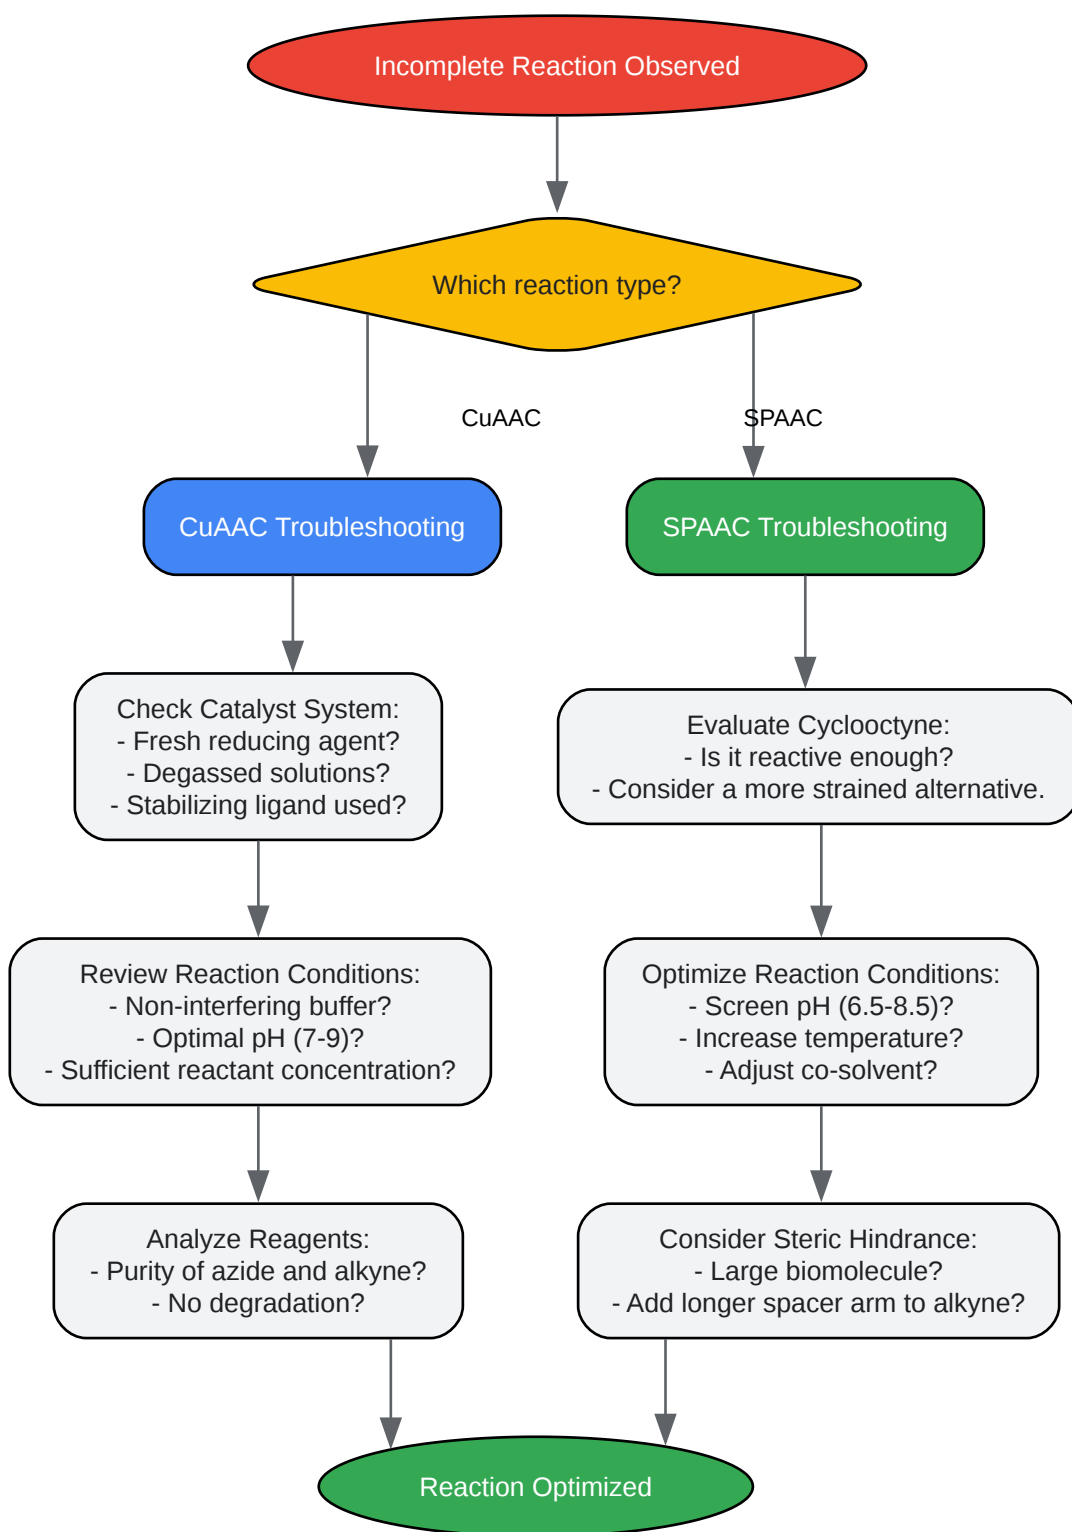 Incomplete Reaction Observed
Which reaction type?
CuAAC
SPAAC
CuAAC Troubleshooting
SPAAC Troubleshooting
Check Catalyst System:
- Fresh reducing agent?
- Degassed solutions?
- Stabilizing ligand used?
Evaluate Cyclooctyne:
- Is it reactive enough?
- Consider a more strained alternative.
Review Reaction Conditions:
- Non-interfering buffer?
- Optimal pH (7-9)?
- Sufficient reactant concentration?
Optimize Reaction Conditions:
- Screen pH (6.5-8.5)?
- Increase temperature?
- Adjust co-solvent?
Analyze Reagents:
- Purity of azide and alkyne?
- No degradation?
Consider Steric Hindrance:
- Large biomolecule?
- Add longer spacer arm to alkyne?
Reaction Optimized